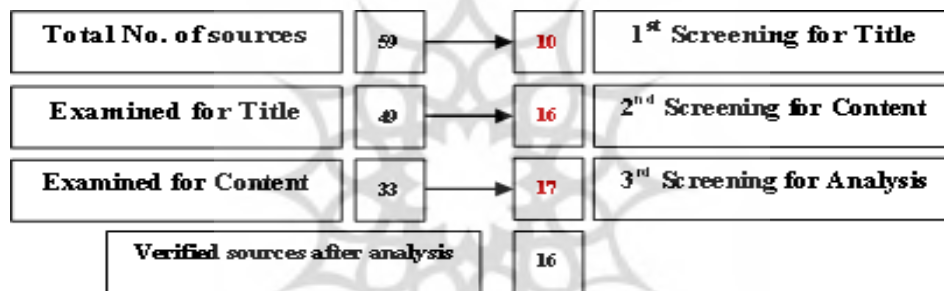 Total No. of sources 59 10 1st Screening for Title
Examined for Title 49 16 2nd Screening for Content
Examined for Content 33 17 3rd Screening for Analysis
Verified sources after analysis 16